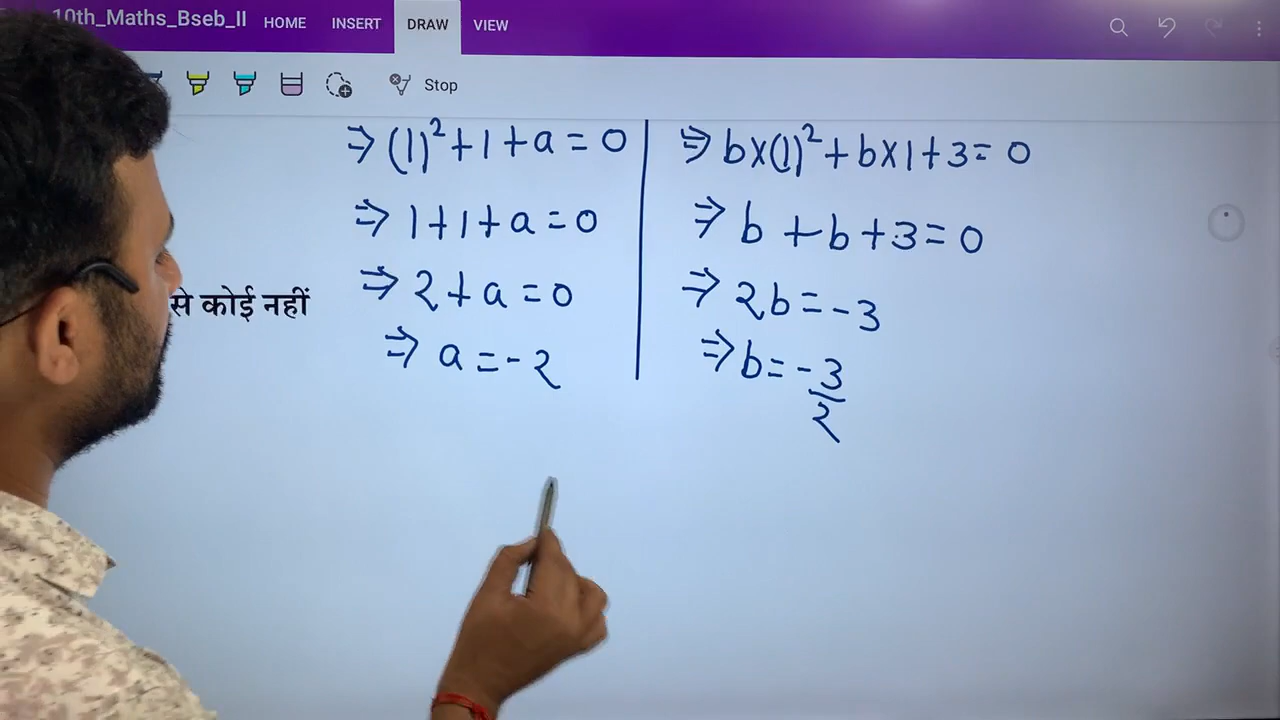 10th_Maths_Bseb_II HOME INSERT DRAW VIEW
Stop
⇒ (1)² + 1 + a = 0
⇒ 1 + 1 + a = 0
⇒ 2 + a = 0
⇒ a = -2
⇒ b×(1)² + b×1 + 3 = 0
⇒ b + b + 3 = 0
⇒ 2b = -3
⇒ b = -3/2
से कोई नहीं